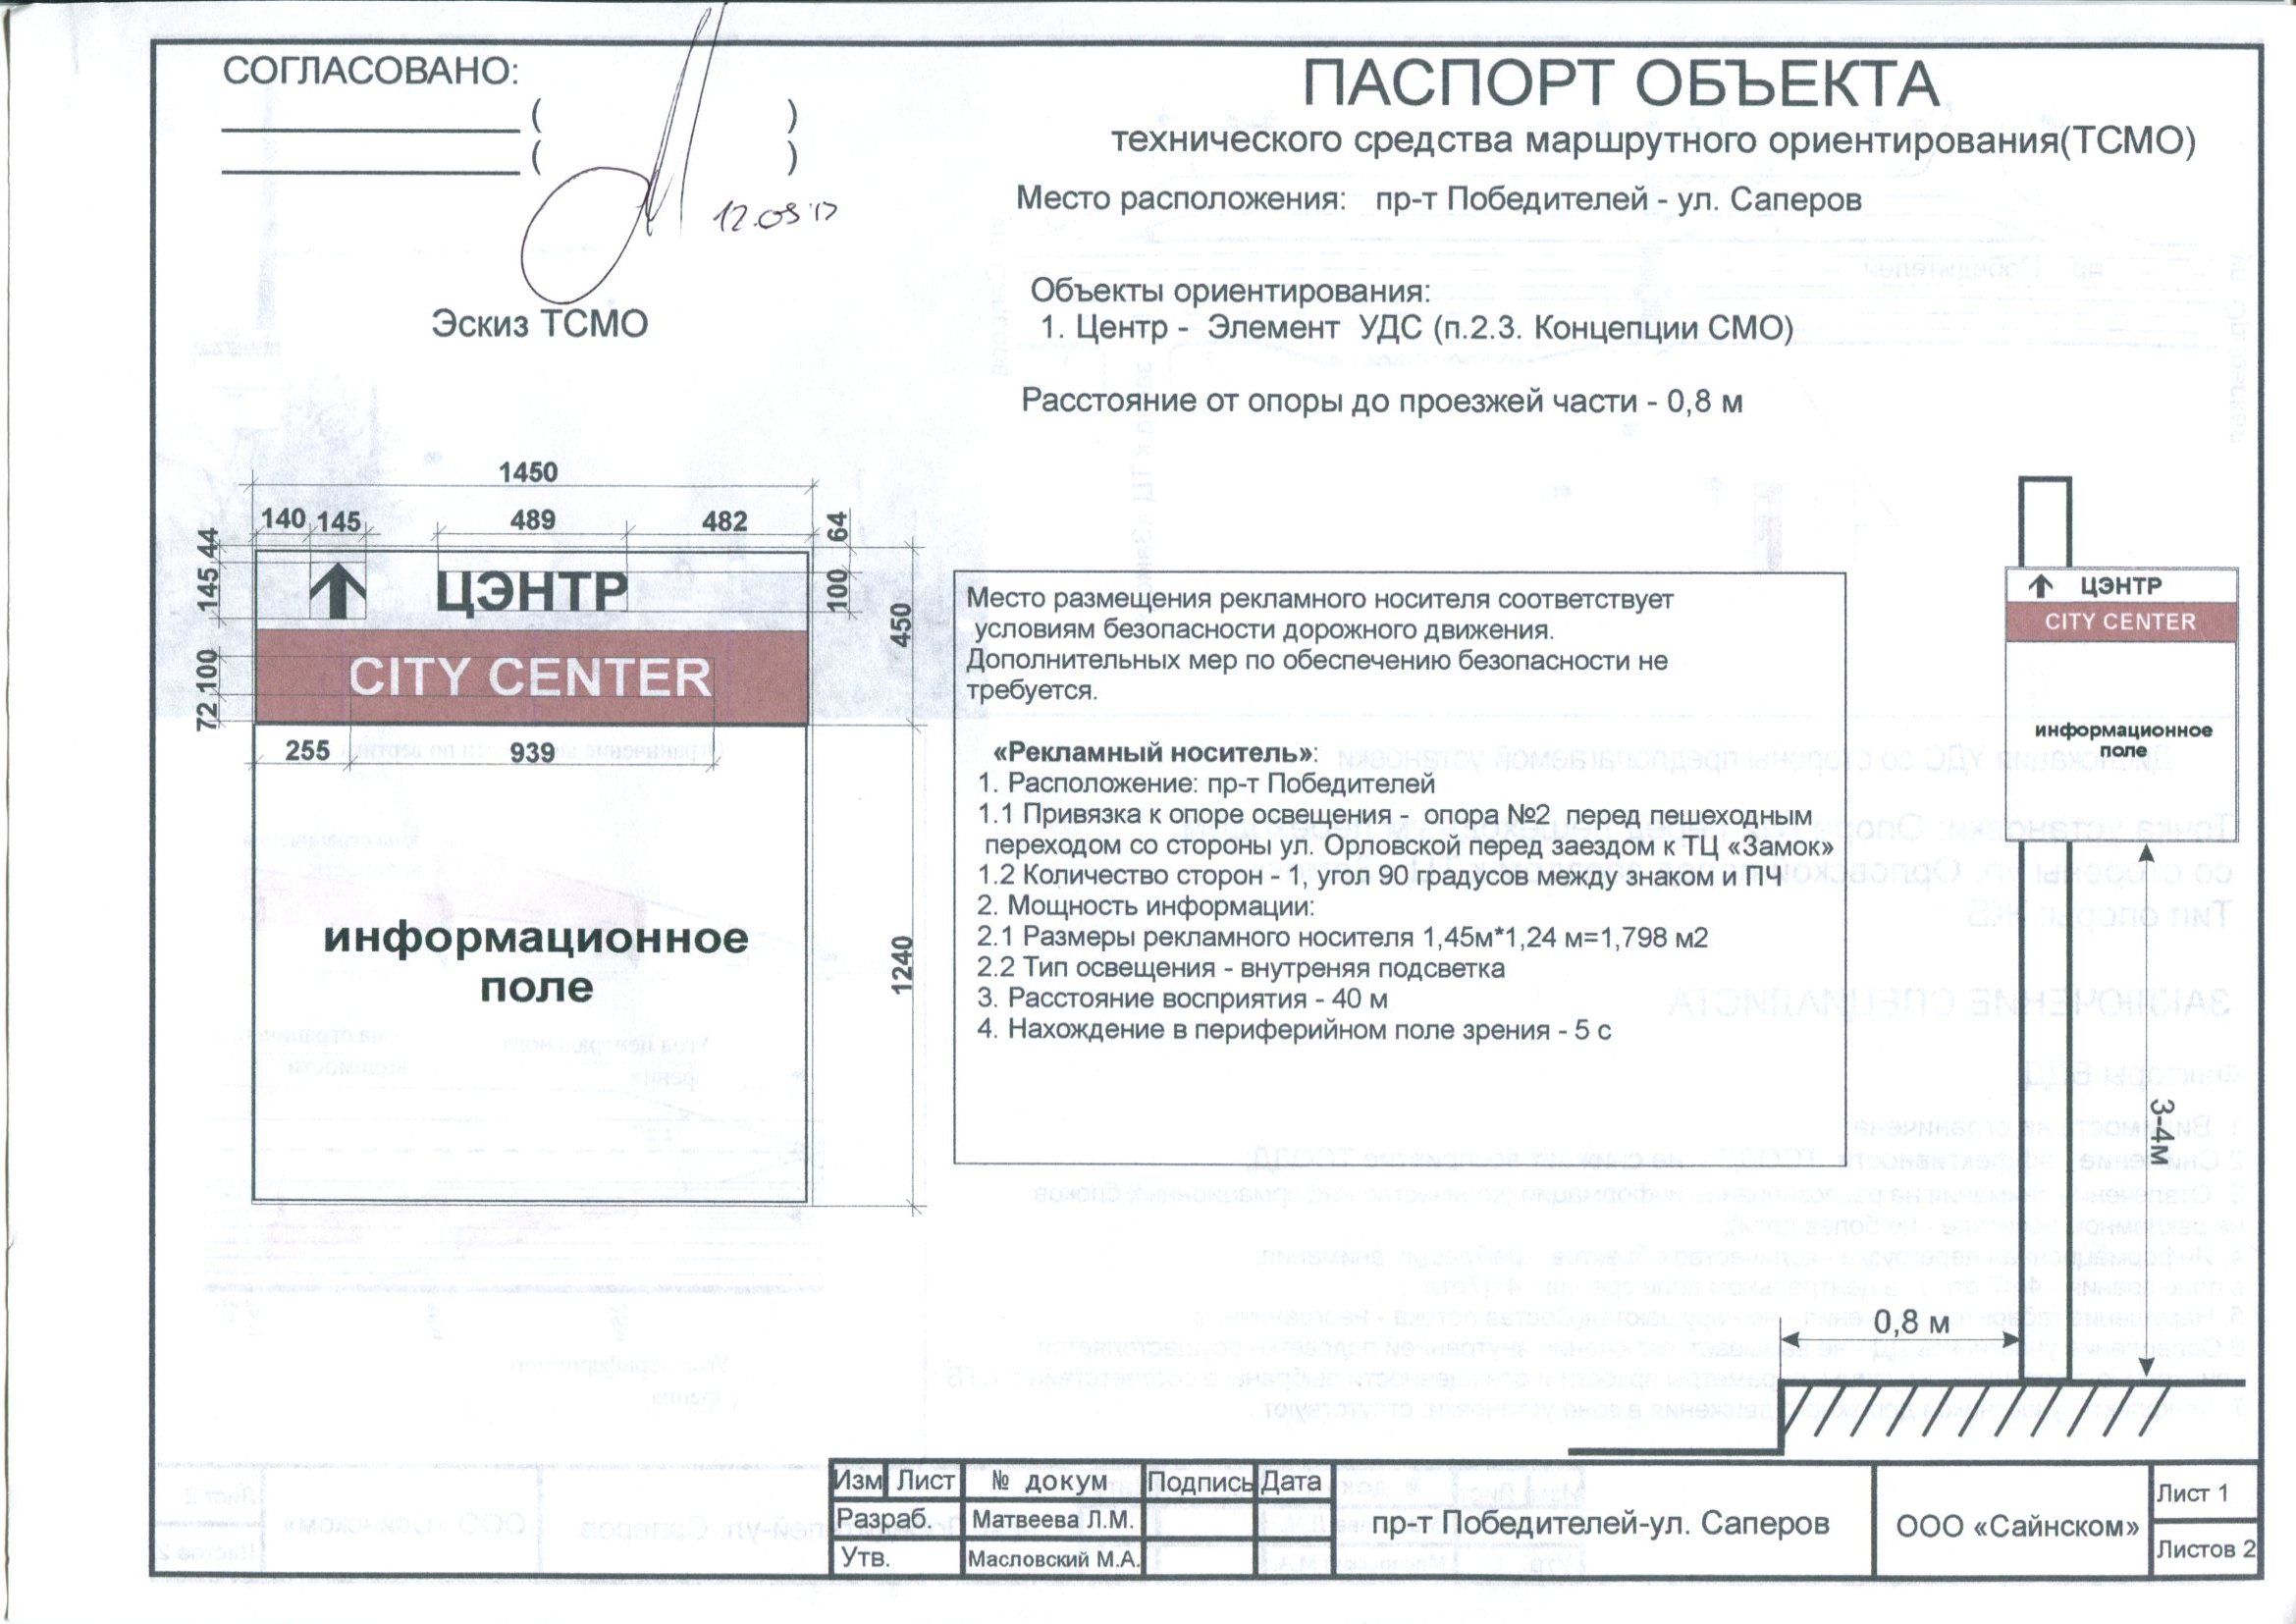 СОГЛАСОВАНО:
( )
( )
12.09.17
ПАСПОРТ ОБЪЕКТА
технического средства маршрутного ориентирования(ТСМО)
Место расположения: пр-т Победителей - ул. Саперов
Объекты ориентирования:
1. Центр - Элемент УДС (п.2.3. Концепции СМО)
Расстояние от опоры до проезжей части - 0,8 м
Эскиз ТСМО
1450
140 145 489 482 64
44
145
100
72
100
450
ЦЭНТР
CITY CENTER
255 939
информационное
поле
1240
Место размещения рекламного носителя соответствует
условиям безопасности дорожного движения.
Дополнительных мер по обеспечению безопасности не
требуется.
«Рекламный носитель»:
1. Расположение: пр-т Победителей
1.1 Привязка к опоре освещения - опора №2 перед пешеходным
переходом со стороны ул. Орловской перед заездом к ТЦ «Замок»
1.2 Количество сторон - 1, угол 90 градусов между знаком и ПЧ
2. Мощность информации:
2.1 Размеры рекламного носителя 1,45м*1,24 м=1,798 м2
2.2 Тип освещения - внутреняя подсветка
3. Расстояние восприятия - 40 м
4. Нахождение в периферийном поле зрения - 5 с
ЦЭНТР
CITY CENTER
информационное
поле
3-4м
0,8 м
Изм Лист № докум Подпись Дата
Разраб. Матвеева Л.М.
Утв. Масловский М.А.
пр-т Победителей-ул. Саперов
ООО «Сайнском»
Лист 1
Листов 2